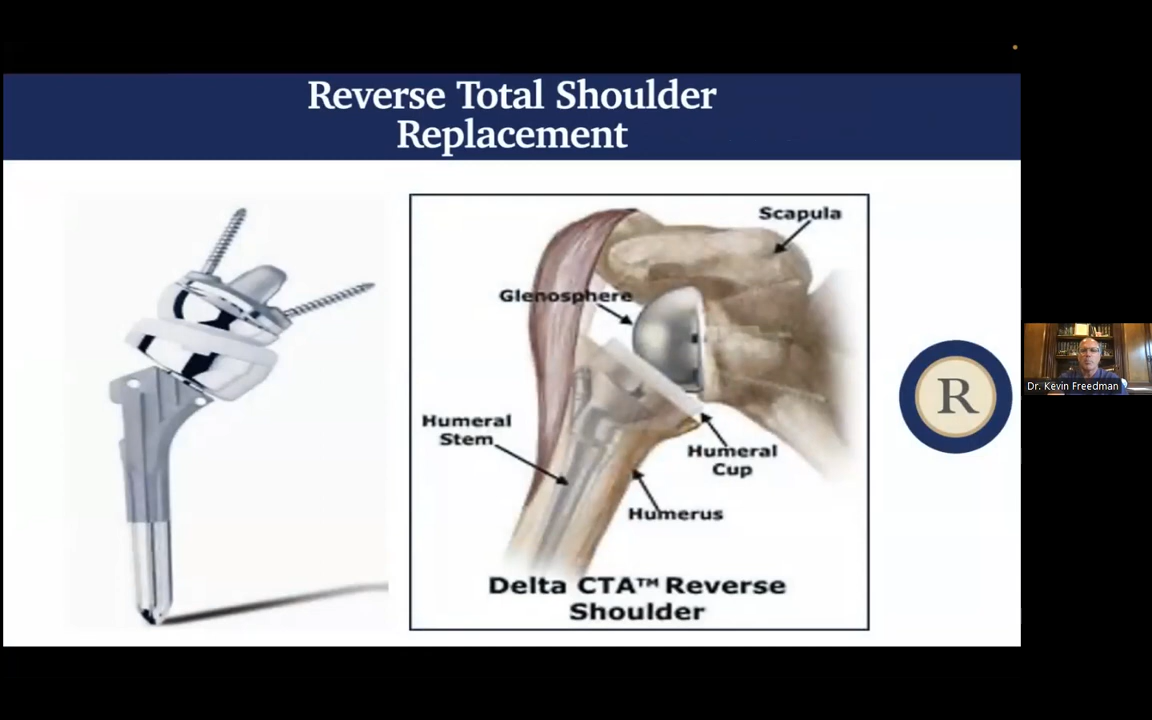 Reverse Total Shoulder
Replacement
Scapula
Glenosphere
Humeral
Stem
Humeral
Cup
Humerus
Delta CTA™ Reverse
Shoulder
R
Dr. Kevin Freedman